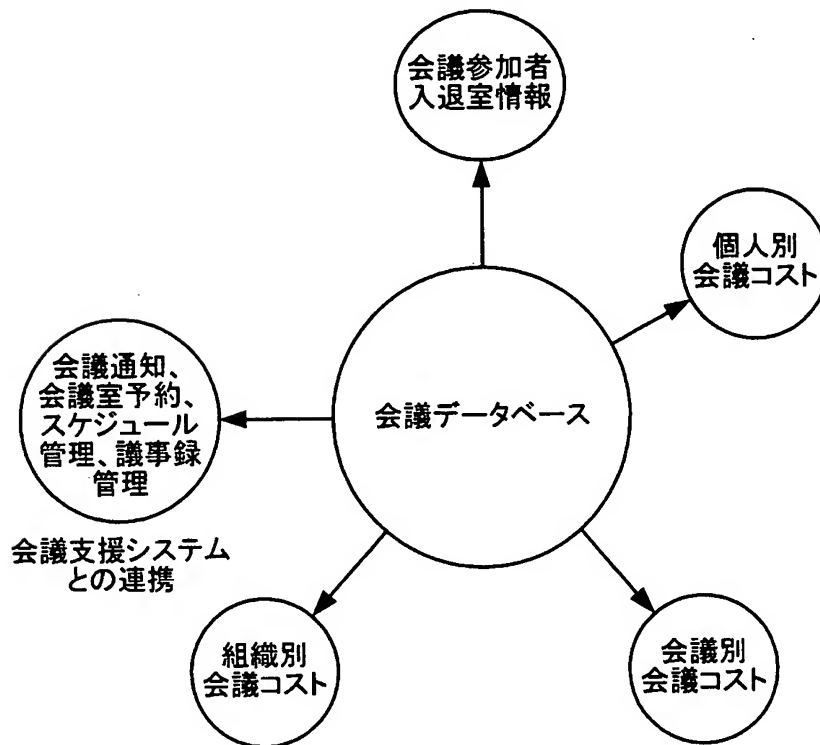 会議参加者
入退室情報
個人別
会議コスト
会議通知、
会議室予約、
スケジュール
管理、議事録
管理
会議データベース
会議支援システム
との連携
組織別
会議コスト
会議別
会議コスト